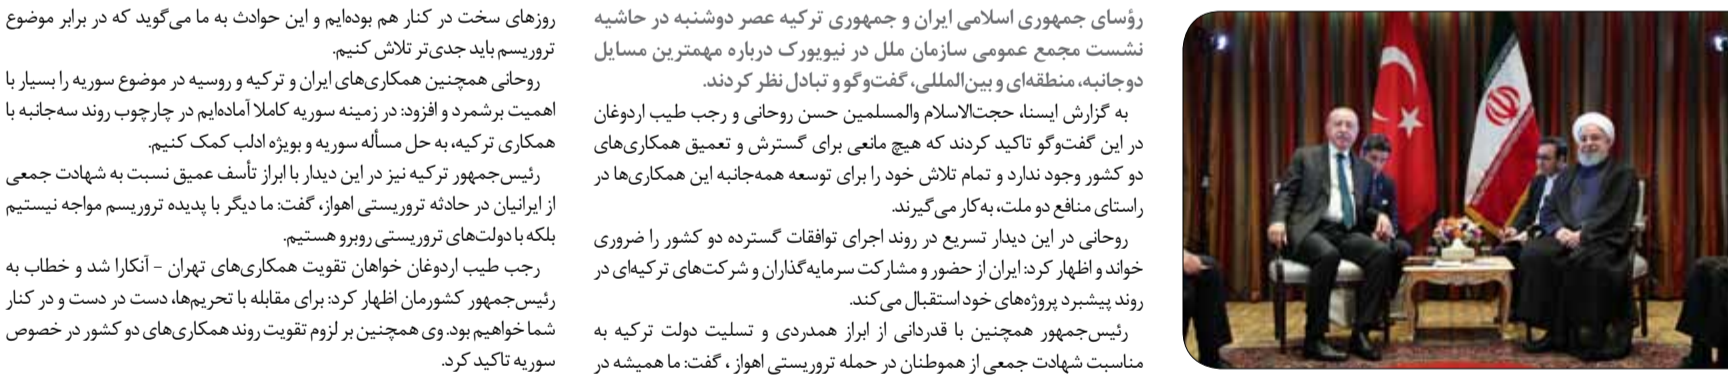 رؤسای جمهوری اسلامی ایران و جمهوری ترکیه عصر دوشنبه در حاشیه
نشست مجمع عمومی سازمان ملل در نیویورک درباره مهمترین مسایل
دوجانبه، منطقه‌ای و بین‌المللی، گفت‌وگو و تبادل نظر کردند.
به گزارش ایسنا، حجت‌الاسلام والمسلمین حسن روحانی و رجب طیب اردوغان
در این گفت‌وگو تاکید کردند که هیچ مانعی برای گسترش و تعمیق همکاری‌های
دو کشور وجود ندارد و تمام تلاش خود را برای توسعه همه‌جانبه این همکاری‌ها در
راستای منافع دو ملت، به‌کار می‌گیرند.
روحانی در این دیدار تسریع در روند اجرای توافقات گسترده دو کشور را ضروری
خواند و اظهار کرد: ایران از حضور و مشارکت سرمایه‌گذاران و شرکت‌های ترکیه‌ای در
روند پیشبرد پروژه‌های خود استقبال می‌کند.
رئیس‌جمهور همچنین با قدردانی از ابراز همدردی و تسلیت دولت ترکیه به
مناسبت شهادت جمعی از هموطنان در حمله تروریستی اهواز ، گفت: ما همیشه در
روزهای سخت در کنار هم بوده‌ایم و این حوادث به ما می‌گوید که در برابر موضوع
تروریسم باید جدی‌تر تلاش کنیم.
روحانی همچنین همکاری‌های ایران و ترکیه و روسیه در موضوع سوریه را بسیار با
اهمیت برشمرد و افزود: در زمینه سوریه کاملا آماده‌ایم در چارچوب روند سه‌جانبه با
همکاری ترکیه، به حل مسأله سوریه و بویژه ادلب کمک کنیم.
رئیس‌جمهور ترکیه نیز در این دیدار با ابراز تأسف عمیق نسبت به شهادت جمعی
از ایرانیان در حادثه تروریستی اهواز، گفت: ما دیگر با پدیده تروریسم مواجه نیستیم
بلکه با دولت‌های تروریستی روبرو هستیم.
رجب طیب اردوغان خواهان تقویت همکاری‌های تهران - آنکارا شد و خطاب به
رئیس‌جمهور کشورمان اظهار کرد: برای مقابله با تحریم‌ها، دست در دست و در کنار
شما خواهیم بود. وی همچنین بر لزوم تقویت روند همکاری‌های دو کشور در خصوص
سوریه تاکید کرد.